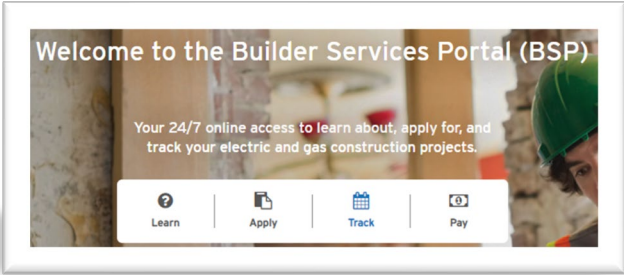 Welcome to the Builder Services Portal (BSP)
Your 24/7 online access to learn about, apply for, and
track your electric and gas construction projects.
Learn
Apply
Track
Pay